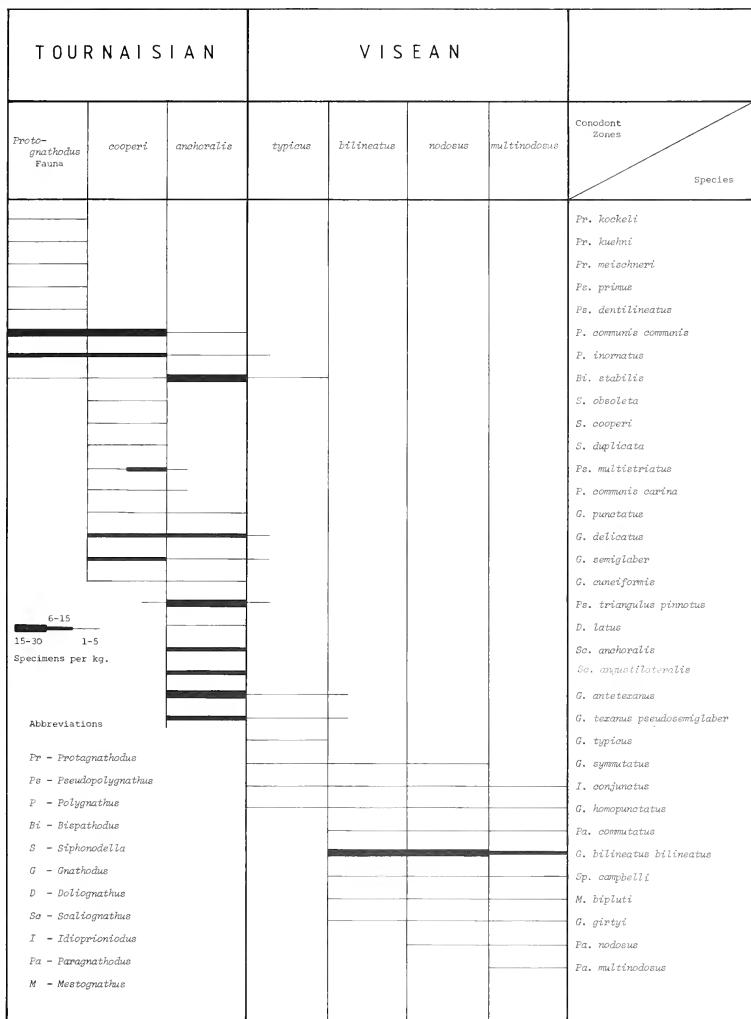 TOURNAISIAN
VISEAN
Proto-
gnathodus
Fauna
cooperi
anchoralis
typicus
bilineatus
nodosus
multinodosus
Conodont
Zones
Species
Pr. kockeli
Pr. kuehni
Pr. meischneri
Ps. primus
Ps. dentilineatus
P. communis communis
P. inornatus
Bi. stabilis
S. obsoleta
S. cooperi
S. duplicata
Ps. multistriatus
P. communis carina
G. punctatus
G. delicatus
G. semiglaber
G. cuneiformis
Ps. triangulus pinnotus
D. latus
Sc. anchoralis
Sc. angustilateralis
G. antetexanus
G. texanus pseudosemiglaber
G. typicus
G. symmutatus
I. conjunctus
G. homopunctatus
Pa. commutatus
G. bilineatus bilineatus
Sp. campbelli
M. bipluti
G. girtyi
Pa. nodosus
Pa. multinodosus
6-15
15-30 1-5
Specimens per kg.
Abbreviations
Pr - Protagnathodus
Ps - Pseudopolygnathus
P - Polygnathus
Bi - Bispathodus
S - Siphonodella
G - Gnathodus
D - Doliognathus
Sc - Scaliognathus
I - Idioprioniodus
Pa - Paragnathodus
M - Mestognathus